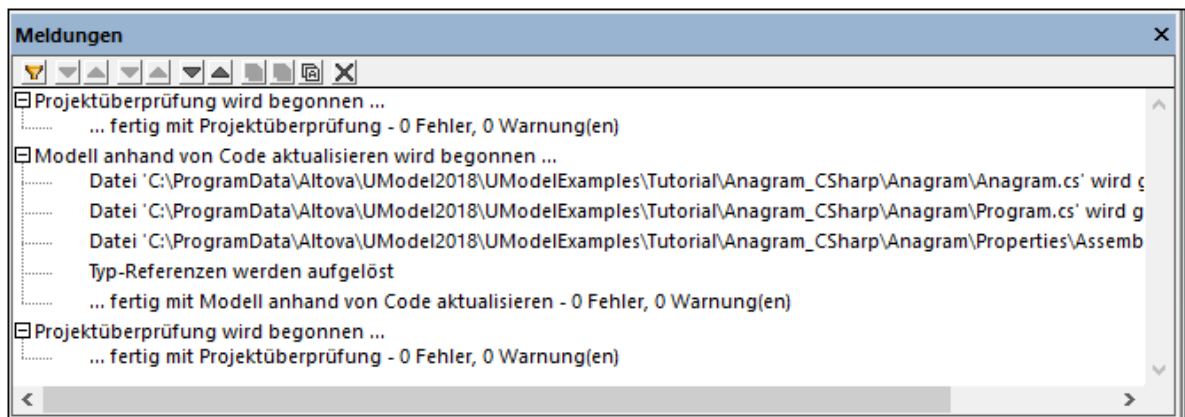 Meldungen
Projektüberprüfung wird begonnen ...
... fertig mit Projektüberprüfung - 0 Fehler, 0 Warnung(en)
Modell anhand von Code aktualisieren wird begonnen ...
Datei 'C:\ProgramData\Altova\UModel2018\UModelExamples\Tutorial\Anagram_CSharp\Anagram\Anagram.cs' wird g
Datei 'C:\ProgramData\Altova\UModel2018\UModelExamples\Tutorial\Anagram_CSharp\Anagram\Program.cs' wird g
Datei 'C:\ProgramData\Altova\UModel2018\UModelExamples\Tutorial\Anagram_CSharp\Anagram\Properties\Assemb
Typ-Referenzen werden aufgelöst
... fertig mit Modell anhand von Code aktualisieren - 0 Fehler, 0 Warnung(en)
Projektüberprüfung wird begonnen ...
... fertig mit Projektüberprüfung - 0 Fehler, 0 Warnung(en)